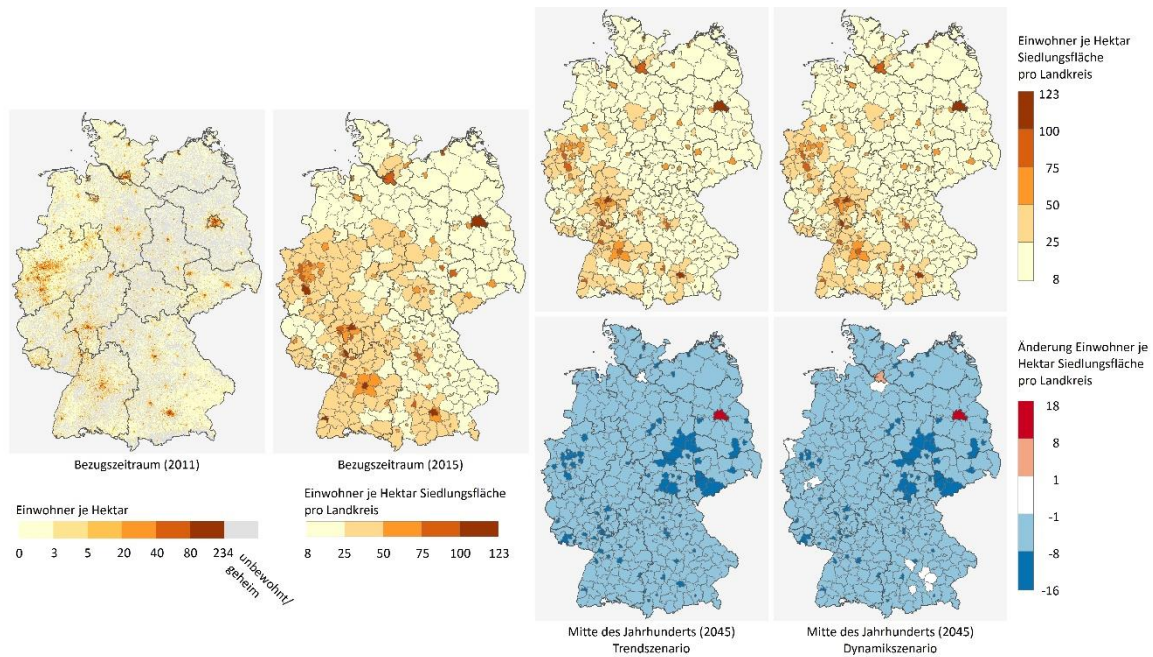 Einwohner je Hektar
Siedlungsfläche
pro Landkreis
123
100
75
50
25
8
Änderung Einwohner je
Hektar Siedlungsfläche
pro Landkreis
18
8
1
-1
-8
-16
Bezugszeitraum (2011)
Bezugszeitraum (2015)
Einwohner je Hektar
0 3 5 20 40 80 234
unbewohnt/
geheim
Einwohner je Hektar Siedlungsfläche
pro Landkreis
8 25 50 75 100 123
Mitte des Jahrhunderts (2045)
Trendszenario
Mitte des Jahrhunderts (2045)
Dynamikszenario